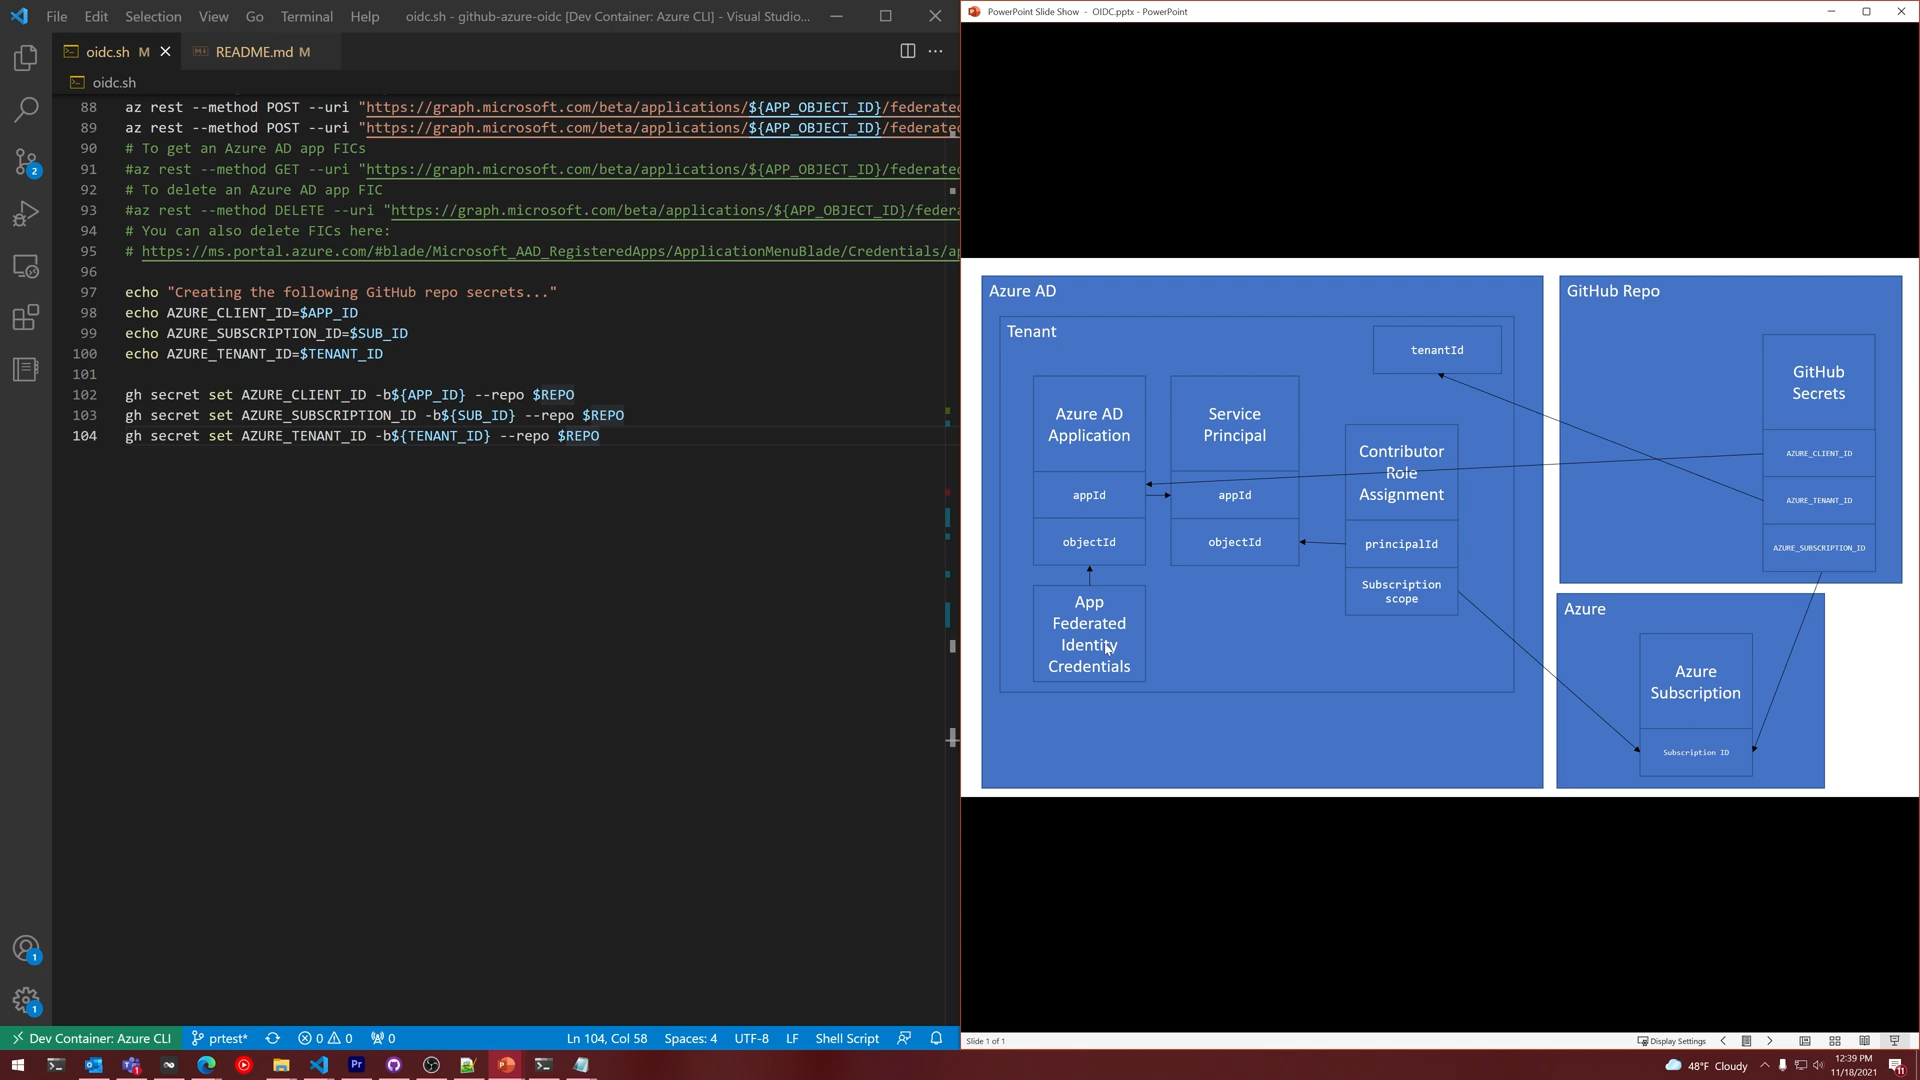 File Edit Selection View Go Terminal Help oidc.sh - github-azure-oidc [Dev Container: Azure CLI] - Visual Studio...
oidc.sh M README.md M
oidc.sh
88 az rest --method POST --uri "https://graph.microsoft.com/beta/applications/${APP_OBJECT_ID}/federated
89 az rest --method POST --uri "https://graph.microsoft.com/beta/applications/${APP_OBJECT_ID}/federated
90 # To get an Azure AD app FICs
91 #az rest --method GET --uri "https://graph.microsoft.com/beta/applications/${APP_OBJECT_ID}/federate
92 # To delete an Azure AD app FIC
93 #az rest --method DELETE --uri "https://graph.microsoft.com/beta/applications/${APP_OBJECT_ID}/feder
94 # You can also delete FICs here:
95 # https://ms.portal.azure.com/#blade/Microsoft_AAD_RegisteredApps/ApplicationMenuBlade/Credentials/ap
96
97 echo "Creating the following GitHub repo secrets..."
98 echo AZURE_CLIENT_ID=$APP_ID
99 echo AZURE_SUBSCRIPTION_ID=$SUB_ID
100 echo AZURE_TENANT_ID=$TENANT_ID
101
102 gh secret set AZURE_CLIENT_ID -b${APP_ID} --repo $REPO
103 gh secret set AZURE_SUBSCRIPTION_ID -b${SUB_ID} --repo $REPO
104 gh secret set AZURE_TENANT_ID -b${TENANT_ID} --repo $REPO
2
1
1
Dev Container: Azure CLI prtest* 0 0 0 Ln 104, Col 58 Spaces: 4 UTF-8 LF Shell Script
PowerPoint Slide Show - OIDC.pptx - PowerPoint
Azure AD
Tenant
tenantId
Azure AD
Application
appId
objectId
App
Federated
Identity
Credentials
Service
Principal
appId
objectId
Contributor
Role
Assignment
principalId
Subscription
scope
GitHub Repo
GitHub
Secrets
AZURE_CLIENT_ID
AZURE_TENANT_ID
AZURE_SUBSCRIPTION_ID
Azure
Azure
Subscription
Subscription ID
Slide 1 of 1 Display Settings
48°F Cloudy
12:39 PM
11/18/2021
11